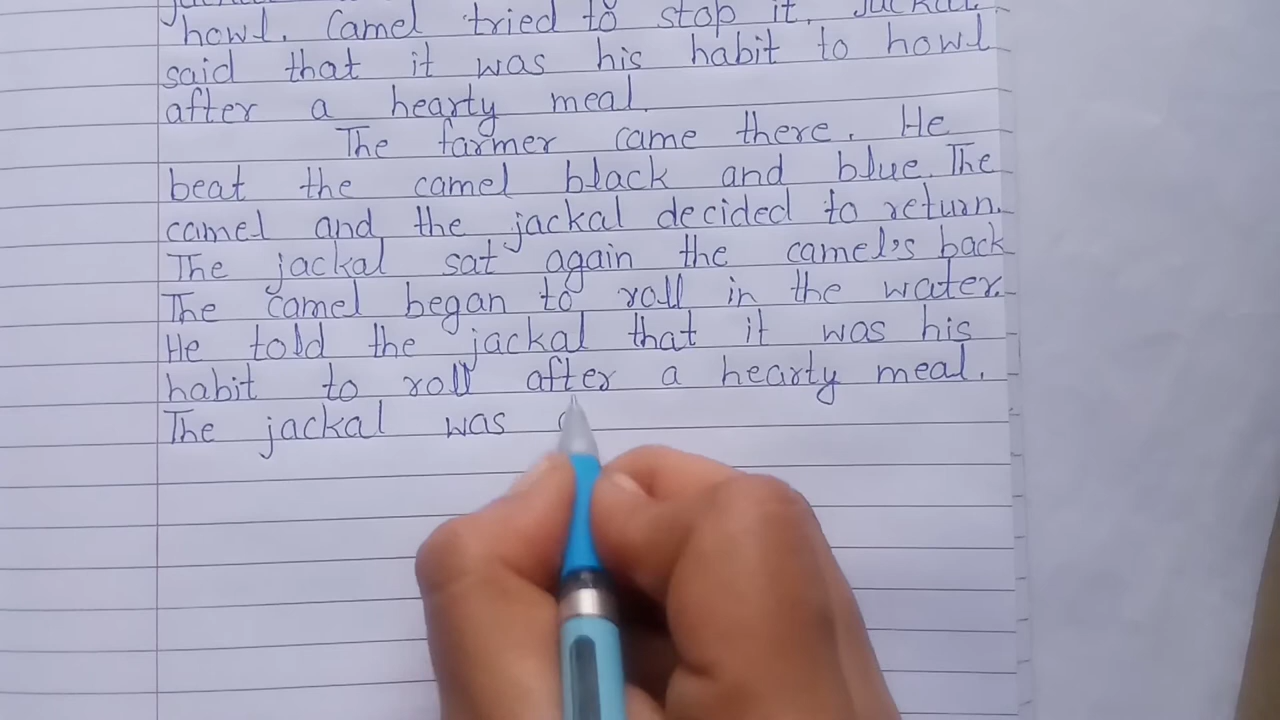 howl. Camel tried to stop it. Jackal
said that it was his habit to howl
after a hearty meal.
The farmer came there. He
beat the camel black and blue. The
camel and the jackal decided to return.
The jackal sat again the camel's back
The camel began to roll in the water.
He told the jackal that it was his
habit to roll after a hearty meal.
The jackal was